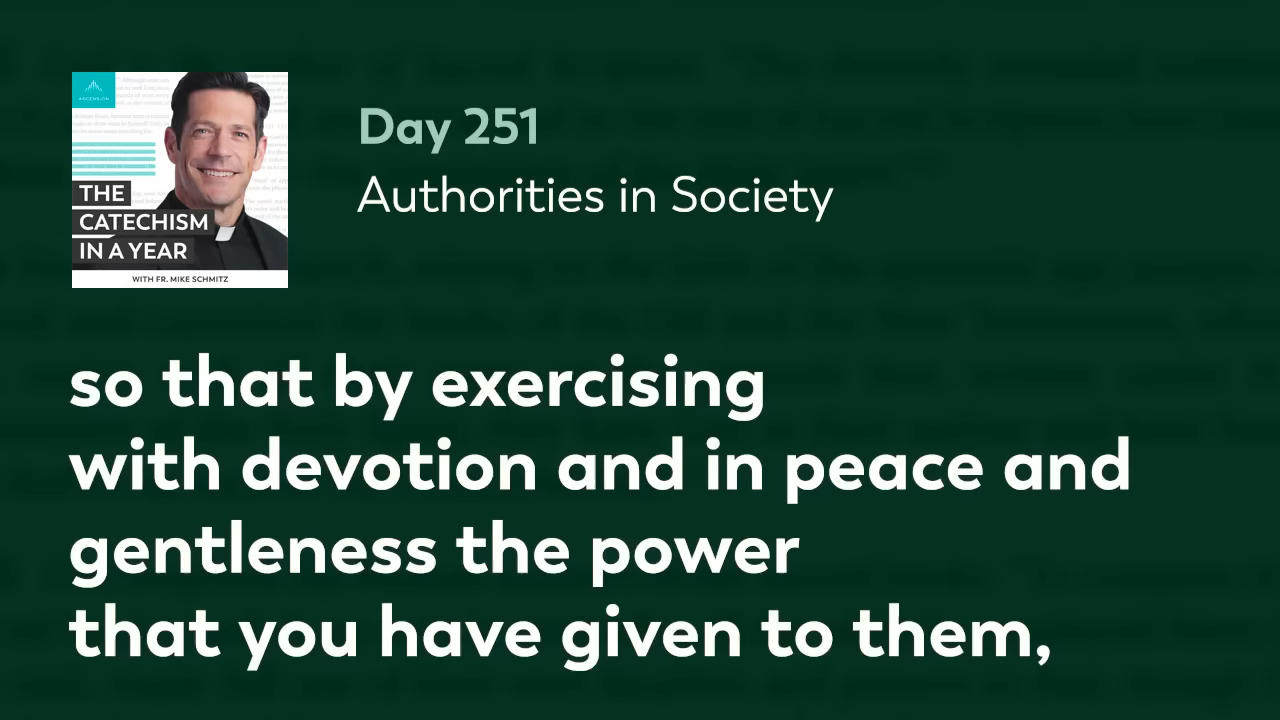 ASCENSION
THE
CATECHISM
IN A YEAR
WITH FR. MIKE SCHMITZ
Day 251
Authorities in Society
so that by exercising
with devotion and in peace and
gentleness the power
that you have given to them,